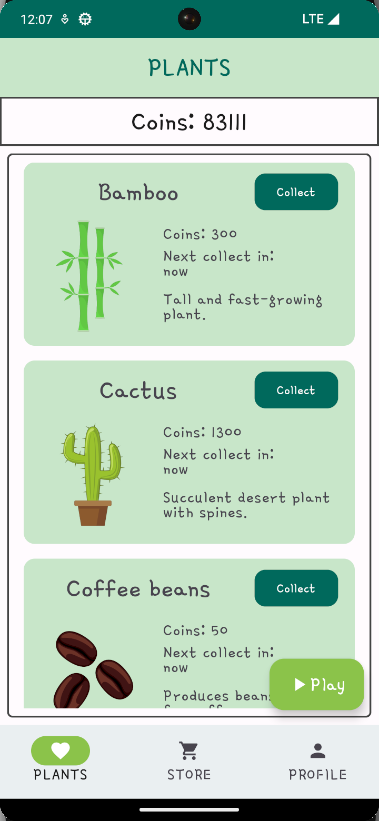 12:07
LTE
PLANTS
Coins: 83111
Bamboo
Collect
Coins: 300
Next collect in:
now
Tall and fast-growing
plant.
Cactus
Collect
Coins: 1300
Next collect in:
now
Succulent desert plant
with spines.
Coffee beans
Collect
Coins: 50
Next collect in:
now
Produces
Play
PLANTS
STORE
PROFILE